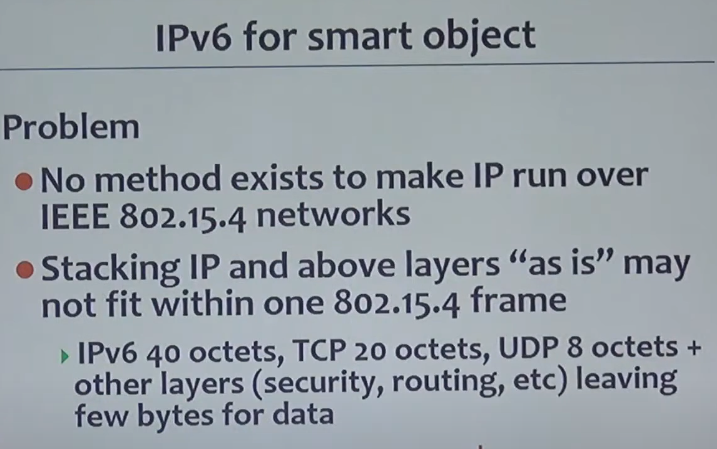 IPv6 for smart object
Problem
No method exists to make IP run over
IEEE 802.15.4 networks
Stacking IP and above layers “as is” may
not fit within one 802.15.4 frame
IPv6 40 octets, TCP 20 octets, UDP 8 octets +
other layers (security, routing, etc) leaving
few bytes for data